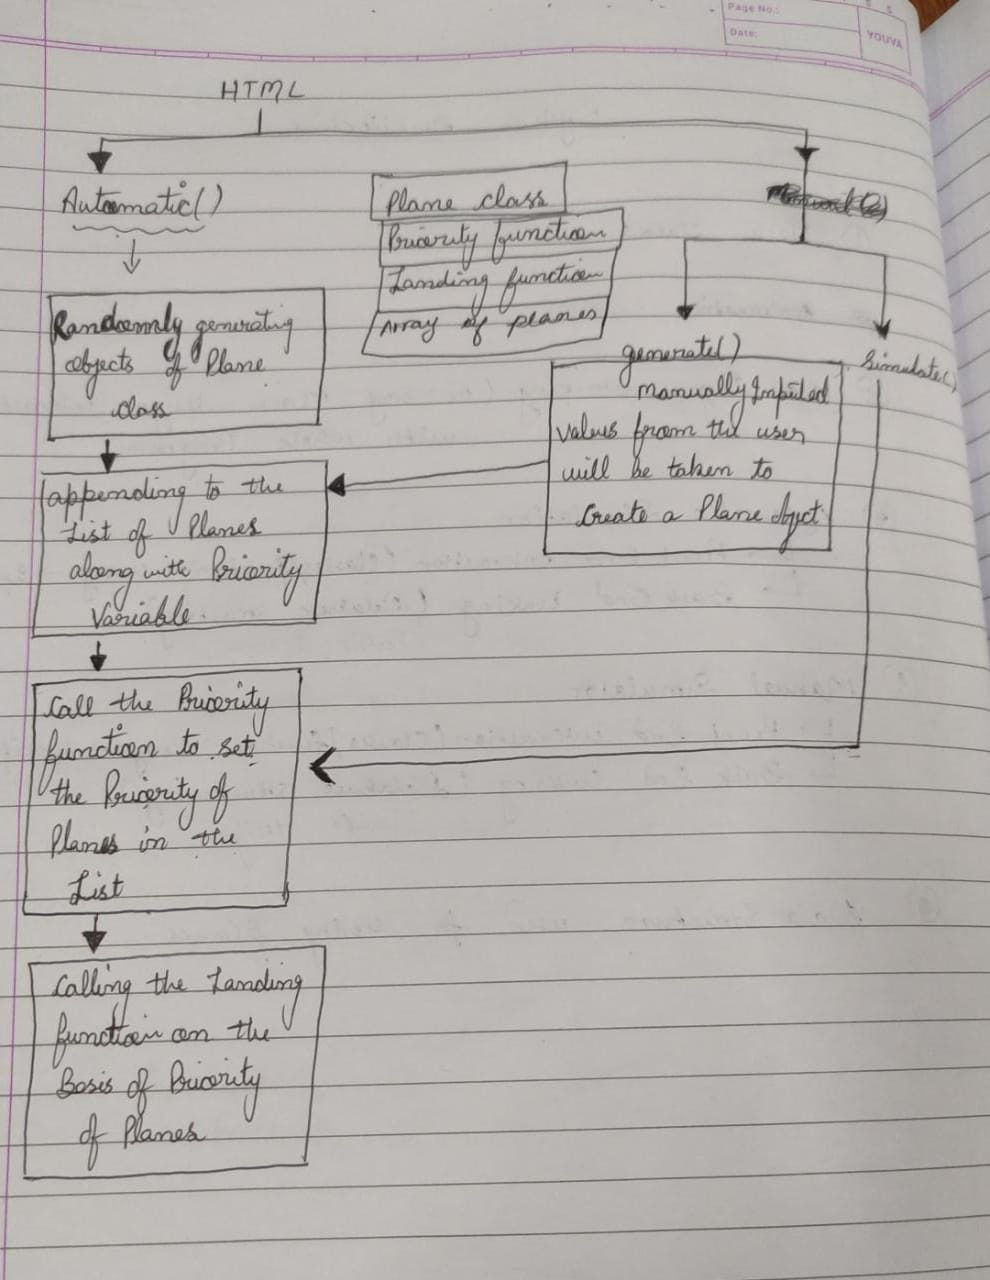 Page No.:
Date:
YOUVA
HTML
Automatic()
Plane class
Priority function
Landing function
Array of planes
Randomly generating
objects of Plane
class
generate()
simulate()
manually Inputed
values from the user
will be taken to
Create a Plane object
appending to the
List of Planes
along with Priority
Variable.
Call the Priority
function to set
the Priority of
Planes in the
List
Calling the Landing
function on the
Basis of Priority
of Planes